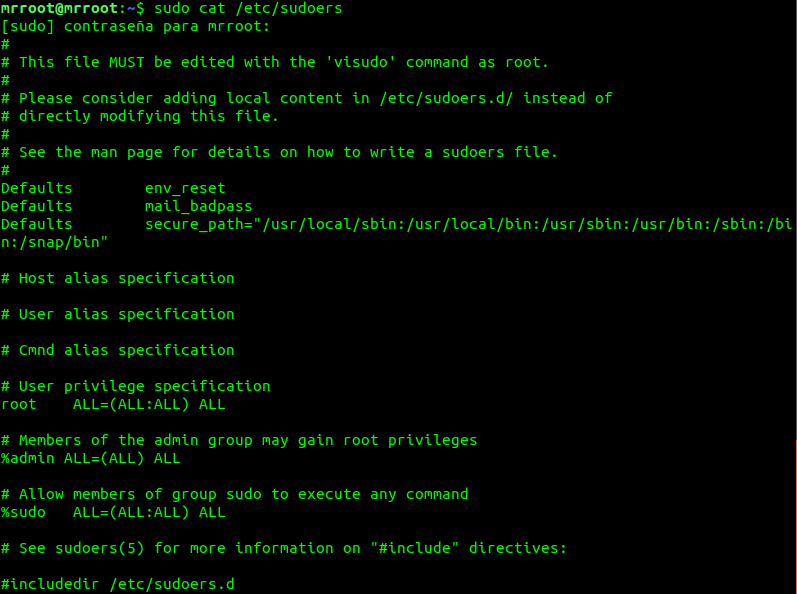 mrroot@mrroot:~$ sudo cat /etc/sudoers
[sudo] contraseña para mrroot:
#
# This file MUST be edited with the 'visudo' command as root.
#
# Please consider adding local content in /etc/sudoers.d/ instead of
# directly modifying this file.
#
# See the man page for details on how to write a sudoers file.
#
Defaults        env_reset
Defaults        mail_badpass
Defaults        secure_path="/usr/local/sbin:/usr/local/bin:/usr/sbin:/usr/bin:/sbin:/bi
n:/snap/bin"

# Host alias specification

# User alias specification

# Cmnd alias specification

# User privilege specification
root    ALL=(ALL:ALL) ALL

# Members of the admin group may gain root privileges
%admin ALL=(ALL) ALL

# Allow members of group sudo to execute any command
%sudo   ALL=(ALL:ALL) ALL

# See sudoers(5) for more information on "#include" directives:

#includedir /etc/sudoers.d